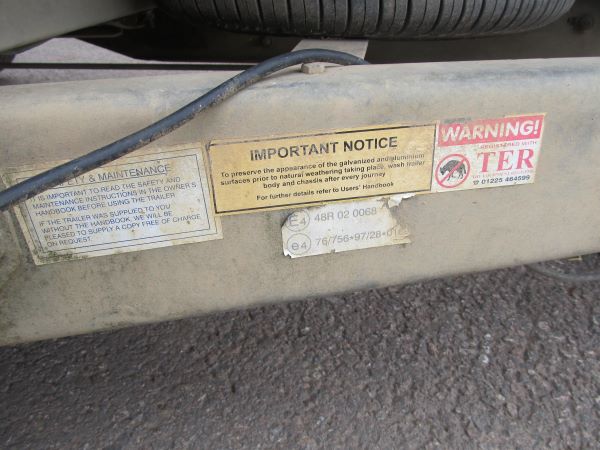 SAFETY & MAINTENANCE
IT IS IMPORTANT TO READ THE SAFETY AND
MAINTENANCE INSTRUCTIONS IN THE OWNER'S
HANDBOOK BEFORE USING THE TRAILER
IF THE TRAILER WAS SUPPLIED TO YOU
WITHOUT THE HANDBOOK, WE WILL BE
PLEASED TO SUPPLY A COPY FREE OF CHARGE
ON REQUEST.
IMPORTANT NOTICE
To preserve the appearance of the galvanized and aluminium
surfaces prior to natural weathering taking place, wash trailer
body and chassis after every journey
For further details refer to Users' Handbook
E4 48R 02 0068
e4 76/756*97/28*01
WARNING!
REGISTERED WITH
TER
01225 464599